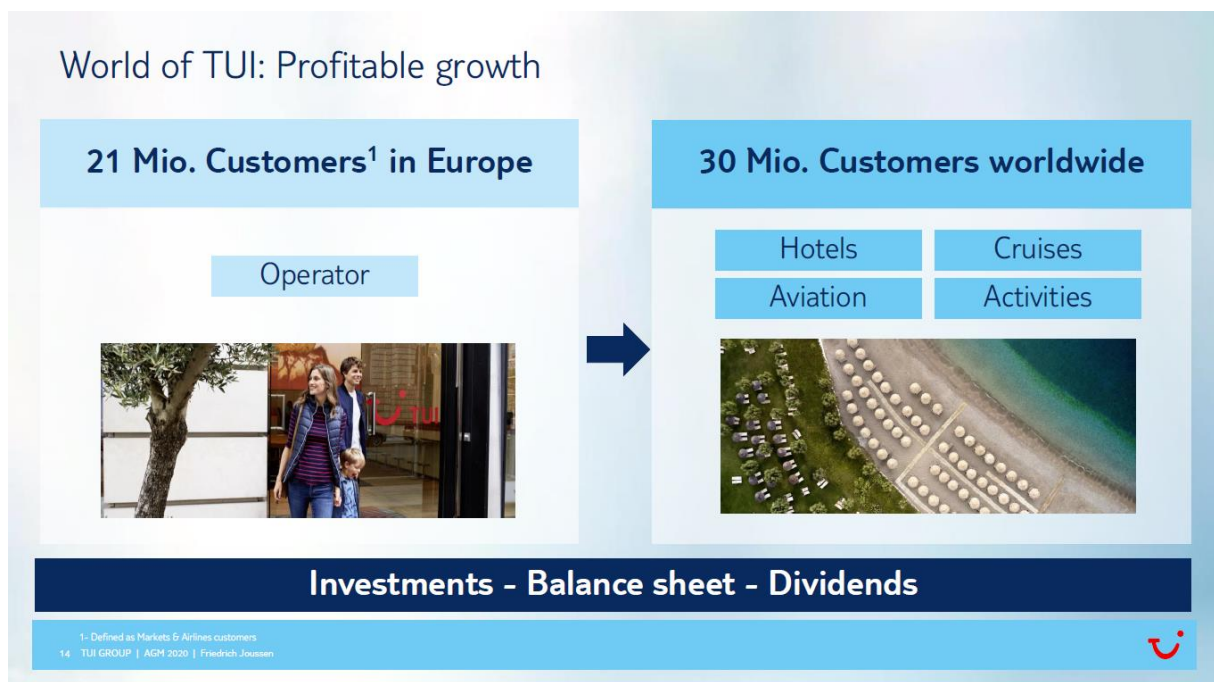 World of TUI: Profitable growth
21 Mio. Customers¹ in Europe
Operator
TUI
30 Mio. Customers worldwide
Hotels
Cruises
Aviation
Activities
Investments - Balance sheet - Dividends
1- Defined as Markets & Airlines customers
14 TUI GROUP | AGM 2020 | Friedrich Joussen